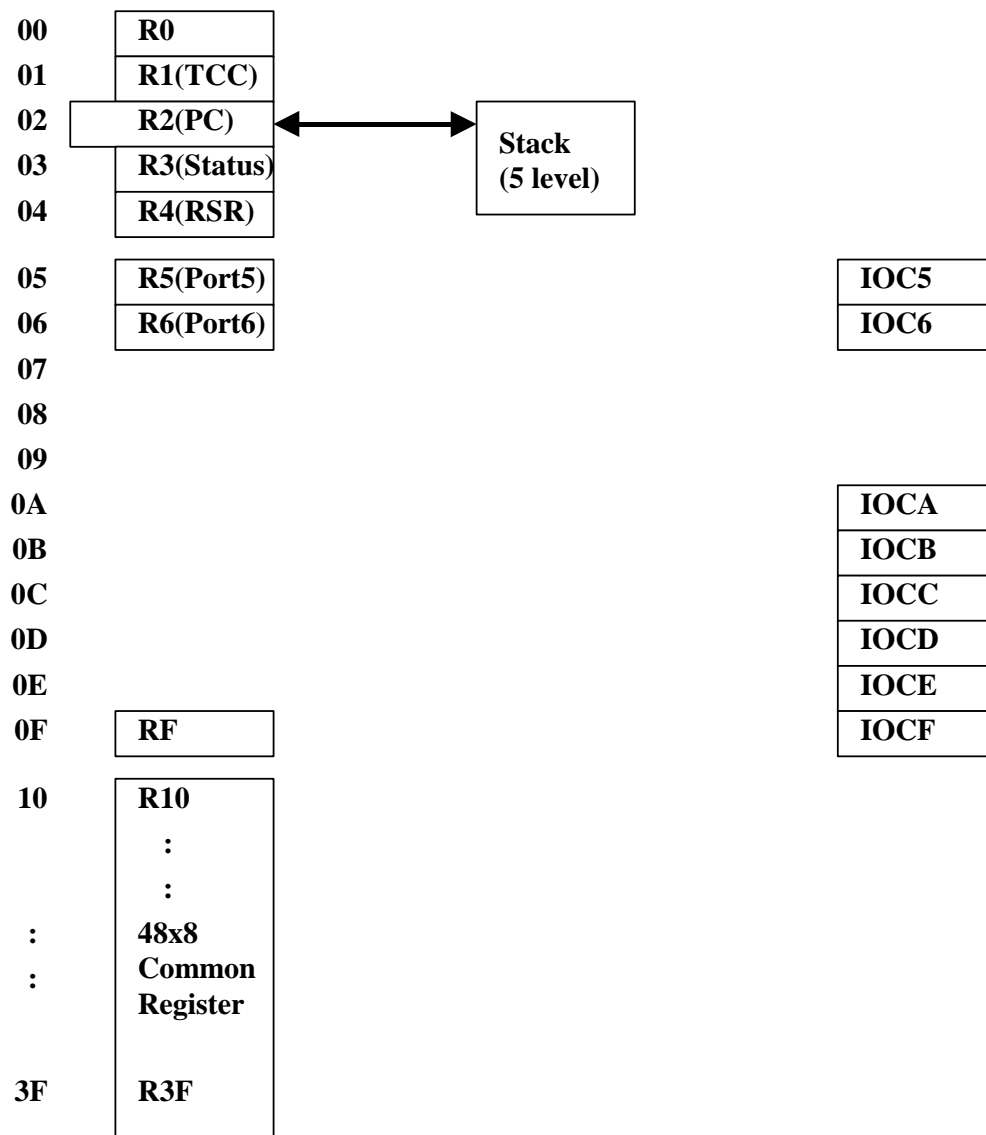 00 R0
01 R1(TCC)
02 R2(PC)
Stack
(5 level)
03 R3(Status)
04 R4(RSR)
05 R5(Port5) IOC5
06 R6(Port6) IOC6
07
08
09
0A IOCA
0B IOCB
0C IOCC
0D IOCD
0E IOCE
0F RF IOCF
10 R10
:
:
: 48x8
: Common
Register
3F R3F